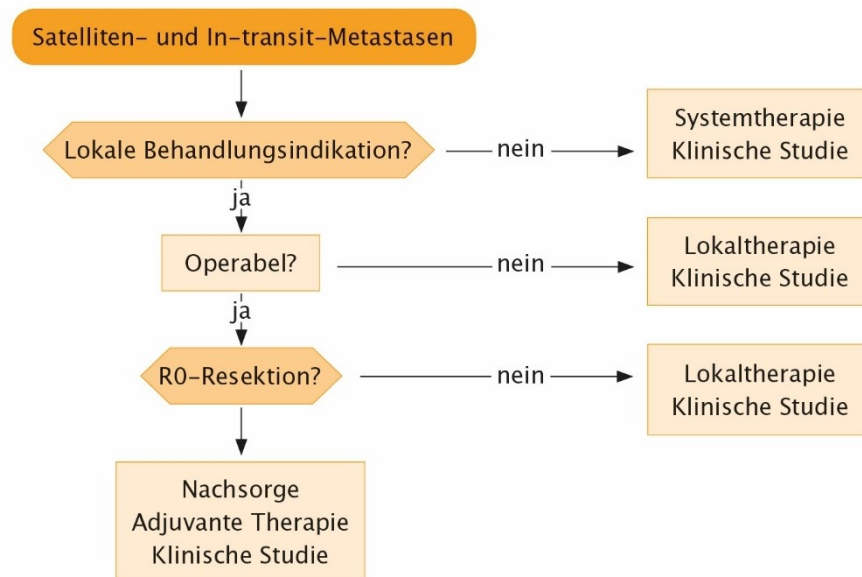 Satelliten- und In-transit-Metastasen
Lokale Behandlungsindikation?
nein
Systemtherapie
Klinische Studie
ja
Operabel?
nein
Lokaltherapie
Klinische Studie
ja
R0-Resektion?
nein
Lokaltherapie
Klinische Studie
Nachsorge
Adjuvante Therapie
Klinische Studie